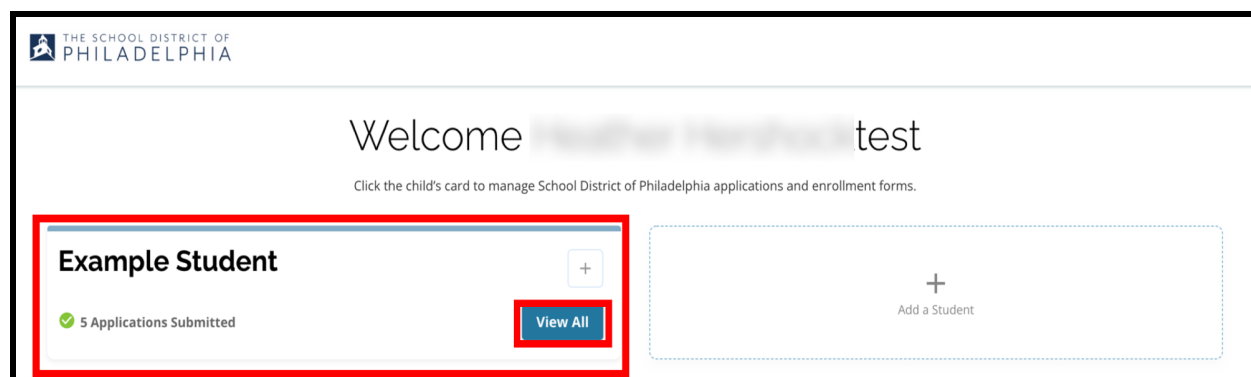 THE SCHOOL DISTRICT OF
PHILADELPHIA
Welcome test
Click the child's card to manage School District of Philadelphia applications and enrollment forms.
Example Student
+
5 Applications Submitted
View All
+
Add a Student